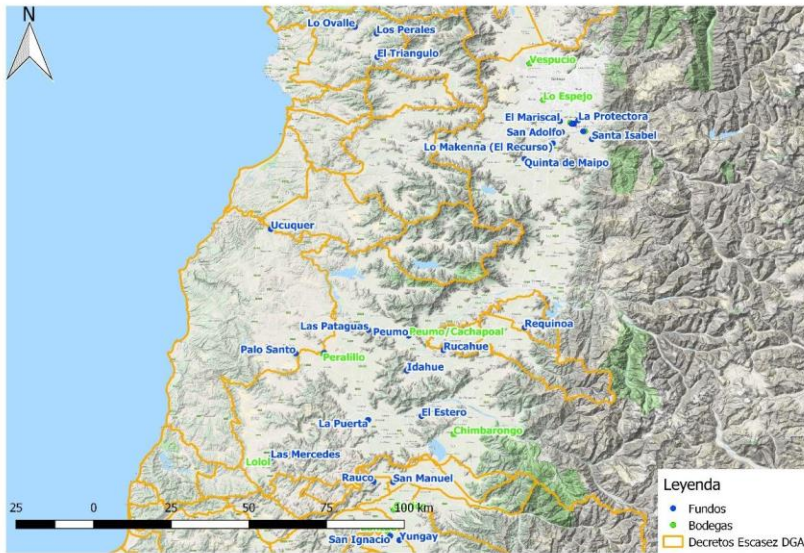 N
Lo Ovalle
Los Perales
El Triangulo
Vespucio
Lo Espejo
El Mariscal
La Protectora
San Adolfo
Santa Isabel
Lo Makenna (El Recurso)
Quinta de Maipo
Ucuquer
Las Pataguas
Peumo
Peumo/Cachapoal
Requinoa
Palo Santo
Peralillo
Rucahue
Idahue
La Puerta
El Estero
Chimbarongo
Lolol
Las Mercedes
Rauco
San Manuel
25 0 25 50 75 100 km
San Ignacio
Yungay
Leyenda
Fundos
Bodegas
Decretos Escasez DGA